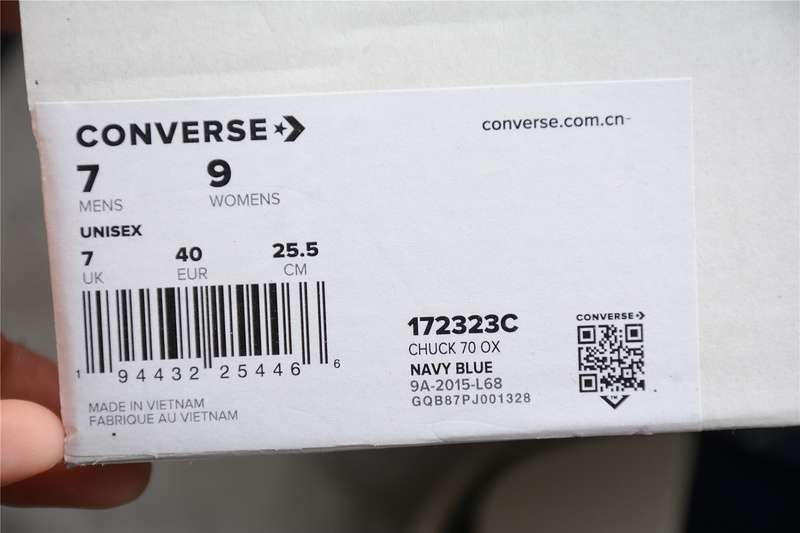 CONVERSE
converse.com.cn
7 9
MENS WOMENS
UNISEX
7 40 25.5
UK EUR CM
1 94432 25446 6
172323C
CHUCK 70 OX
NAVY BLUE
9A-2015-L68
GQB87PJ001328
CONVERSE
TM
MADE IN VIETNAM
FABRIQUE AU VIETNAM